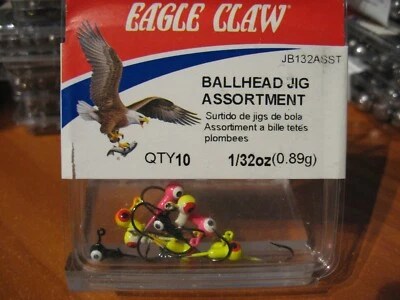 EAGLE CLAW
JB132ASST
BALLHEAD JIG
ASSORTMENT
Surtido de jigs de bola
Assortiment a bille tetés
plombees
QTY10
1/32oz (0.89g)